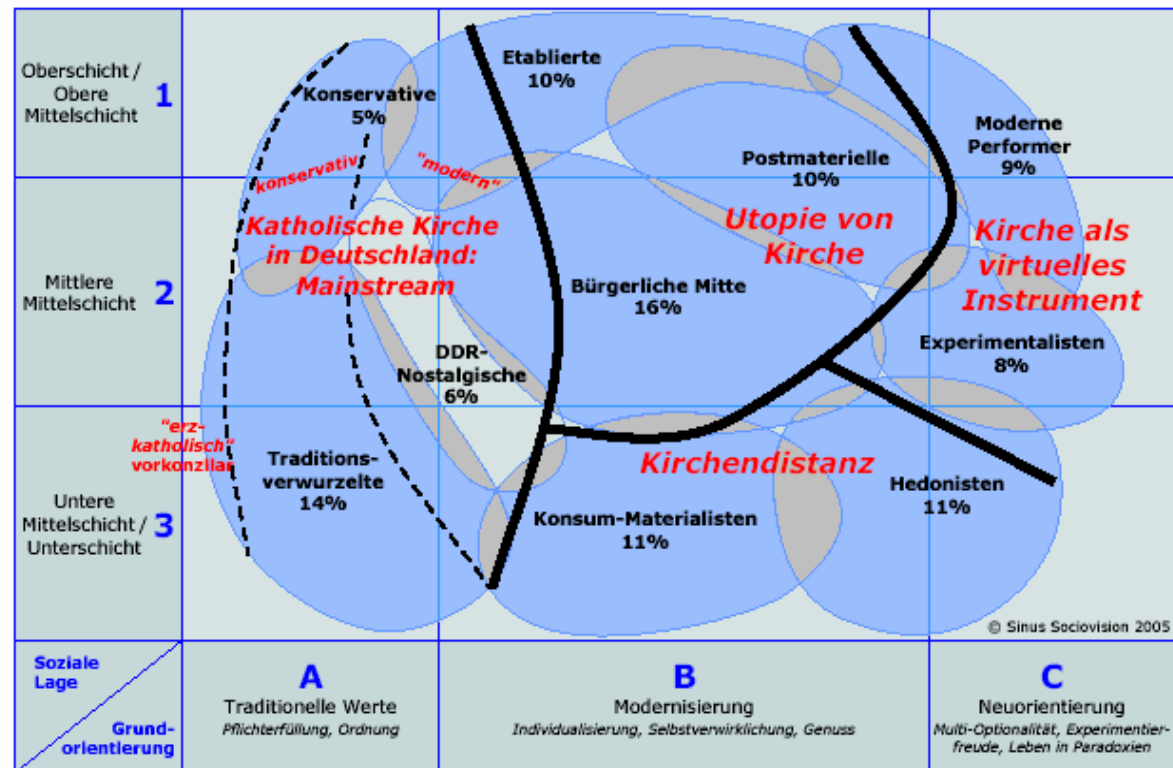 Oberschicht /
Obere
Mittelschicht
1
Etablierte
10%
Konservative
5%
Moderne
Performer
9%
Postmaterielle
10%
konservativ
"modern"
Katholische Kirche
in Deutschland:
Mainstream
Utopie von
Kirche
Kirche als
virtuelles
Instrument
Mittlere
Mittelschicht
2
Bürgerliche Mitte
16%
DDR-
Nostalgische
6%
Experimentalisten
8%
"erz-
katholisch"
vorkonzilar
Traditions-
verwurzelte
14%
Kirchendistanz
Hedonisten
11%
Konsum-Materialisten
11%
Untere
Mittelschicht /
Unterschicht
3
© Sinus Sociovision 2005
Soziale
Lage
Grund-
orientierung
A
Traditionelle Werte
Pflichterfüllung, Ordnung
B
Modernisierung
Individualisierung, Selbstverwirklichung, Genuss
C
Neuorientierung
Multi-Optionalität, Experimentier-
freude, Leben in Paradoxien